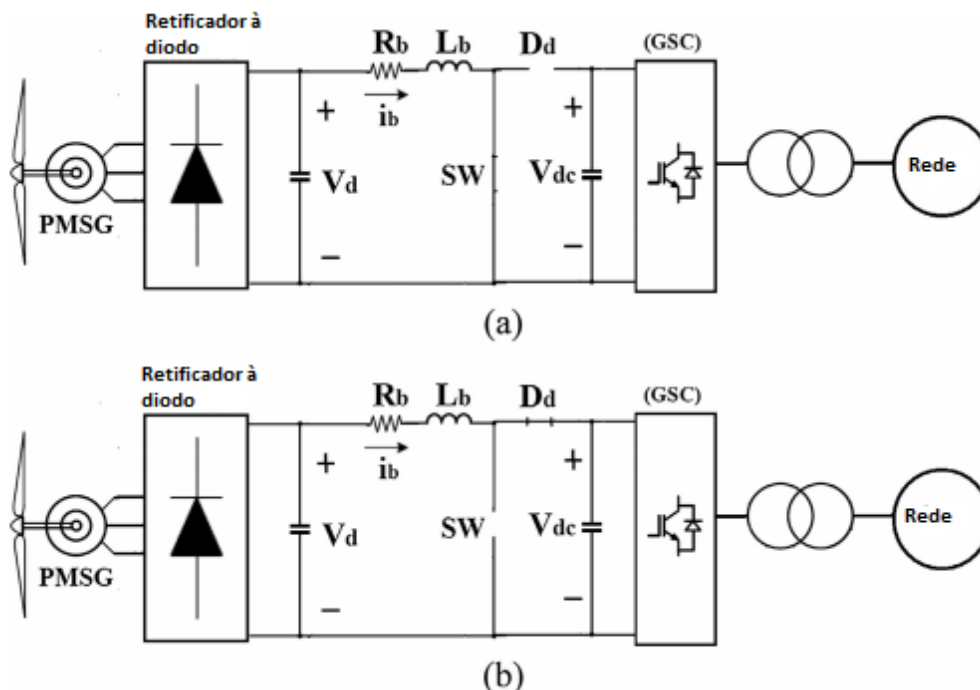 Retificador à
diodo
Rb Lb Dd (GSC)
+ ib +
Vd SW Vdc
PMSG
Rede
− −
(a)
Retificador à
diodo
Rb Lb Dd (GSC)
+ ib +
Vd SW Vdc
PMSG
Rede
− −
(b)